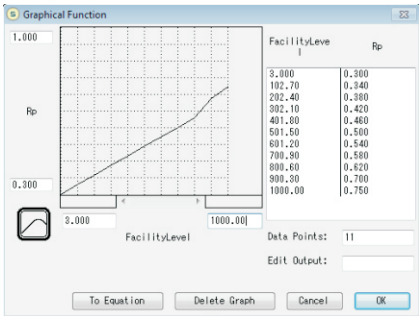 Graphical Function
1.000
Rp
0.300
3.000
1000.00
FacilityLevel
FacilityLeve
l
Rp
3.000 0.300
102.70 0.340
202.40 0.380
302.10 0.420
401.80 0.460
501.50 0.500
601.20 0.540
700.90 0.580
800.60 0.620
900.30 0.700
1000.00 0.750
Data Points: 11
Edit Output:
To Equation
Delete Graph
Cancel
OK